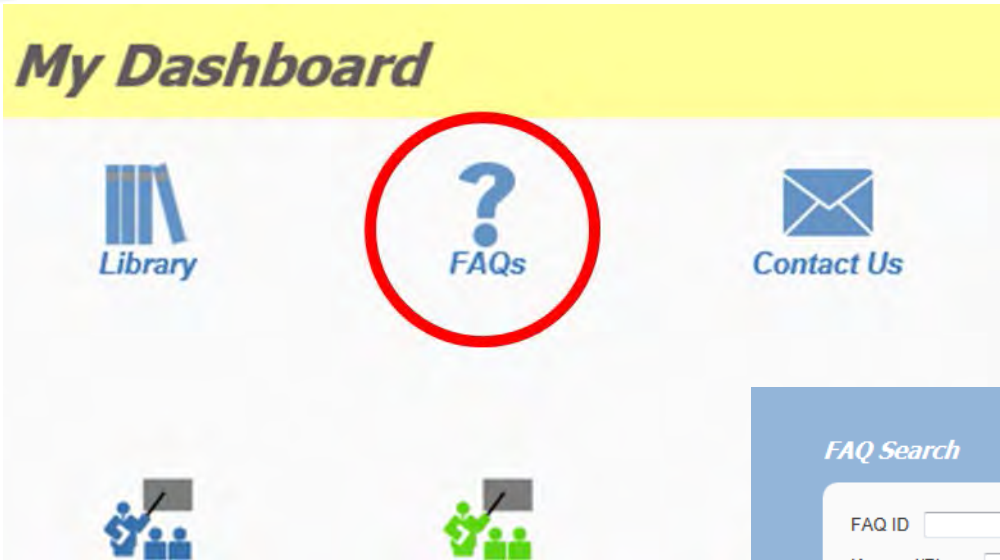 My Dashboard
Library
FAQs
Contact Us
FAQ Search
FAQ ID